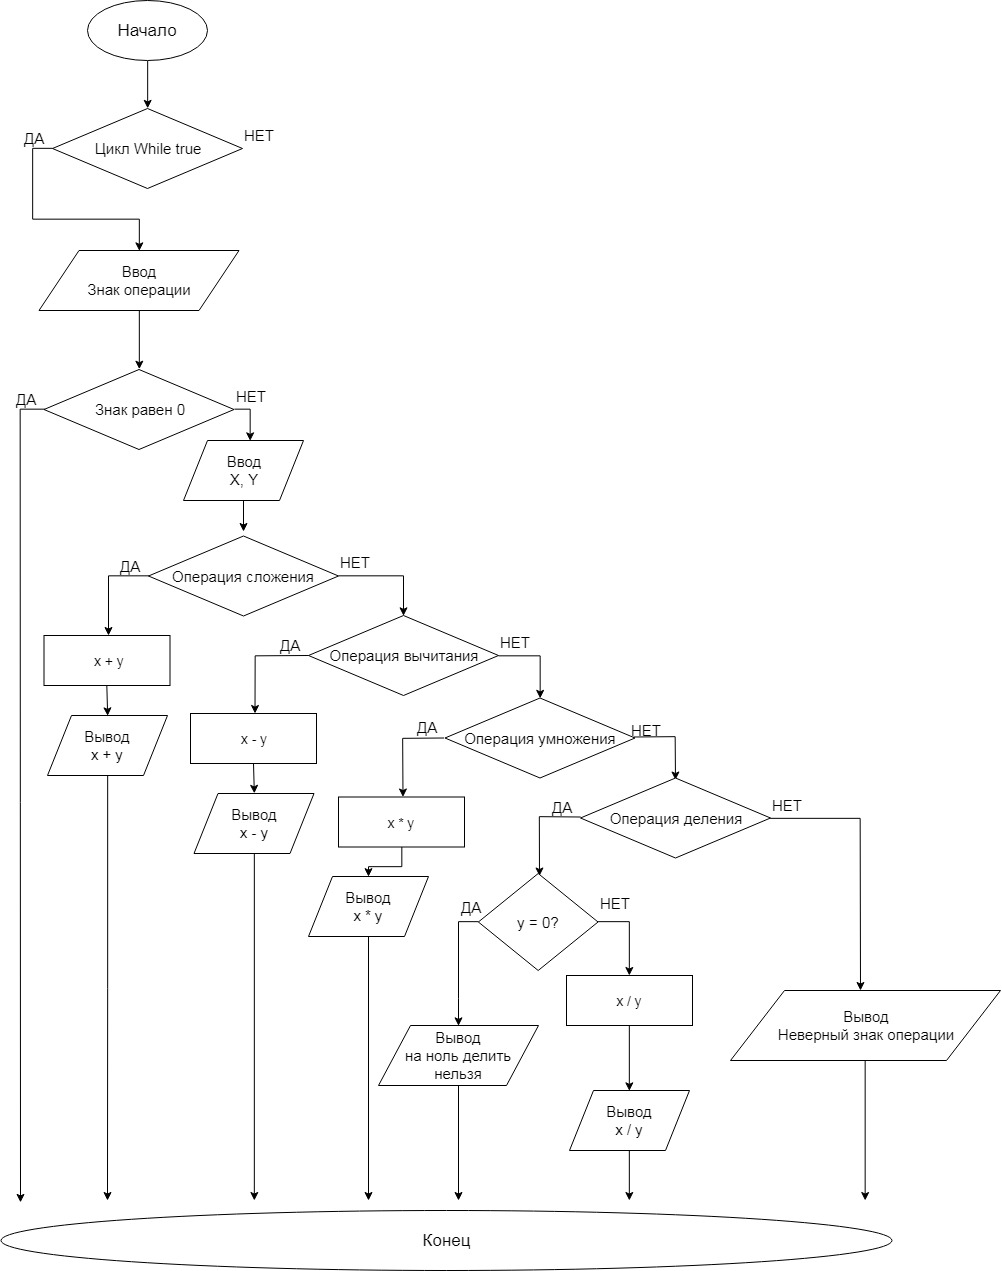 Начало
Цикл While true
ДА
НЕТ
Ввод
Знак операции
Знак равен 0
ДА
НЕТ
Ввод
X, Y
Операция сложения
ДА
НЕТ
x + y
Вывод
x + y
Операция вычитания
ДА
НЕТ
x - y
Вывод
x - y
Операция умножения
ДА
НЕТ
x * y
Вывод
x * y
Операция деления
ДА
НЕТ
y = 0?
ДА
НЕТ
Вывод
на ноль делить
нельзя
x / y
Вывод
x / y
Вывод
Неверный знак операции
Конец